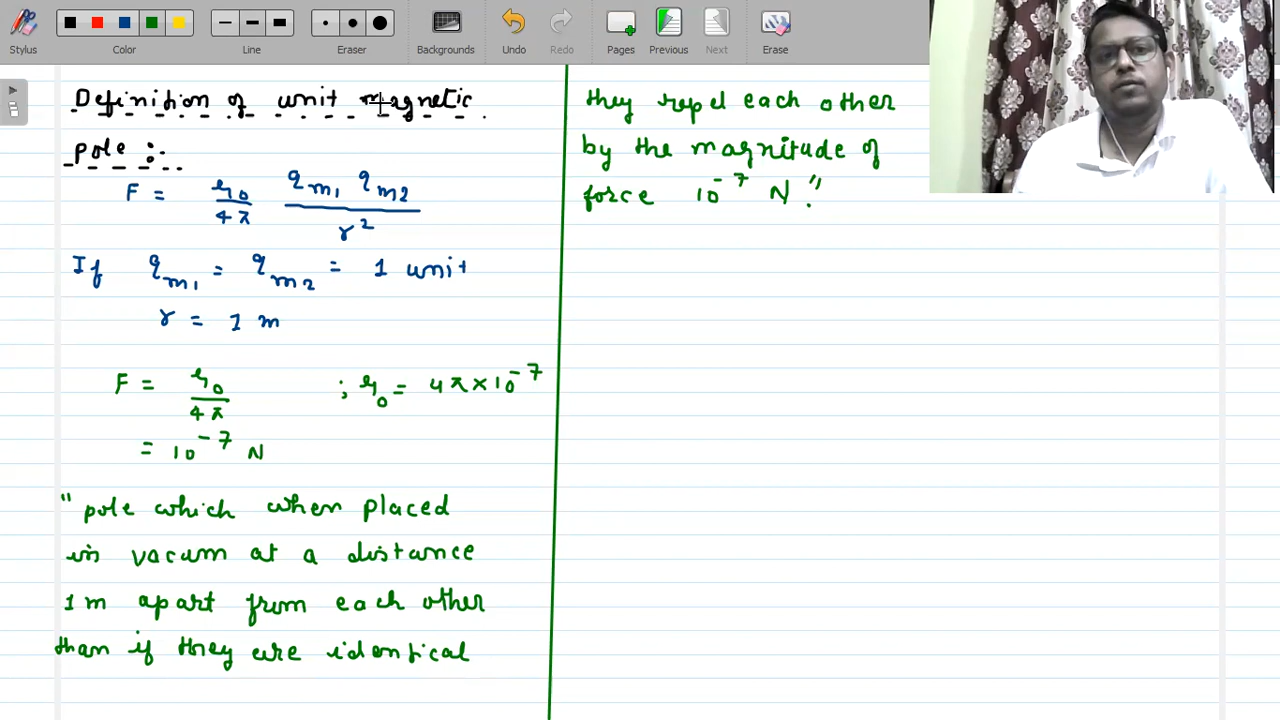 Stylus
Color
Line
Eraser
Backgrounds
Undo
Redo
Pages
Previous
Next
Erase
Definition of unit magnetic
pole :-
F = μ0/4π qm1 qm2/r²
If qm1 = qm2 = 1 unit
r = 1 m
F = μ0/4π ; μ0 = 4π×10⁻⁷
= 10⁻⁷ N
"pole which when placed
in vacum at a distance
1m apart from each other
than if they are identical
they repel each other
by the magnitude of
force 10⁻⁷ N."